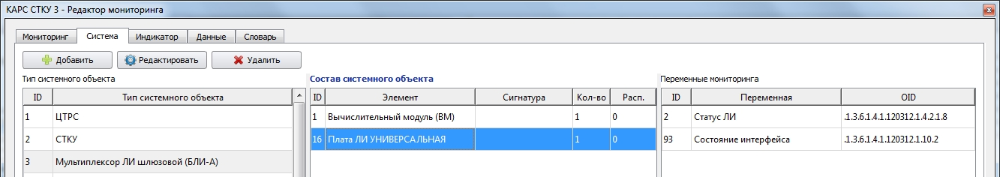 КАРС СТКУ 3 - Редактор мониторинга
Мониторинг Система Индикатор Данные Словарь
Добавить Редактировать Удалить
Тип системного объекта Состав системного объекта Переменные мониторинга
ID Тип системного объекта ID Элемент Сигнатура Кол-во Расп. ID Переменная OID
1 ЦТРС 1 Вычислительный модуль (ВМ) 1 0 2 Статус ЛИ .1.3.6.1.4.1.120312.1.4.2.1.8
2 СТКУ 16 Плата ЛИ УНИВЕРСАЛЬНАЯ 1 0 93 Состояние интерфейса .1.3.6.1.4.1.120312.1.10.2
3 Мультиплексор ЛИ шлюзовой (БЛИ-А)